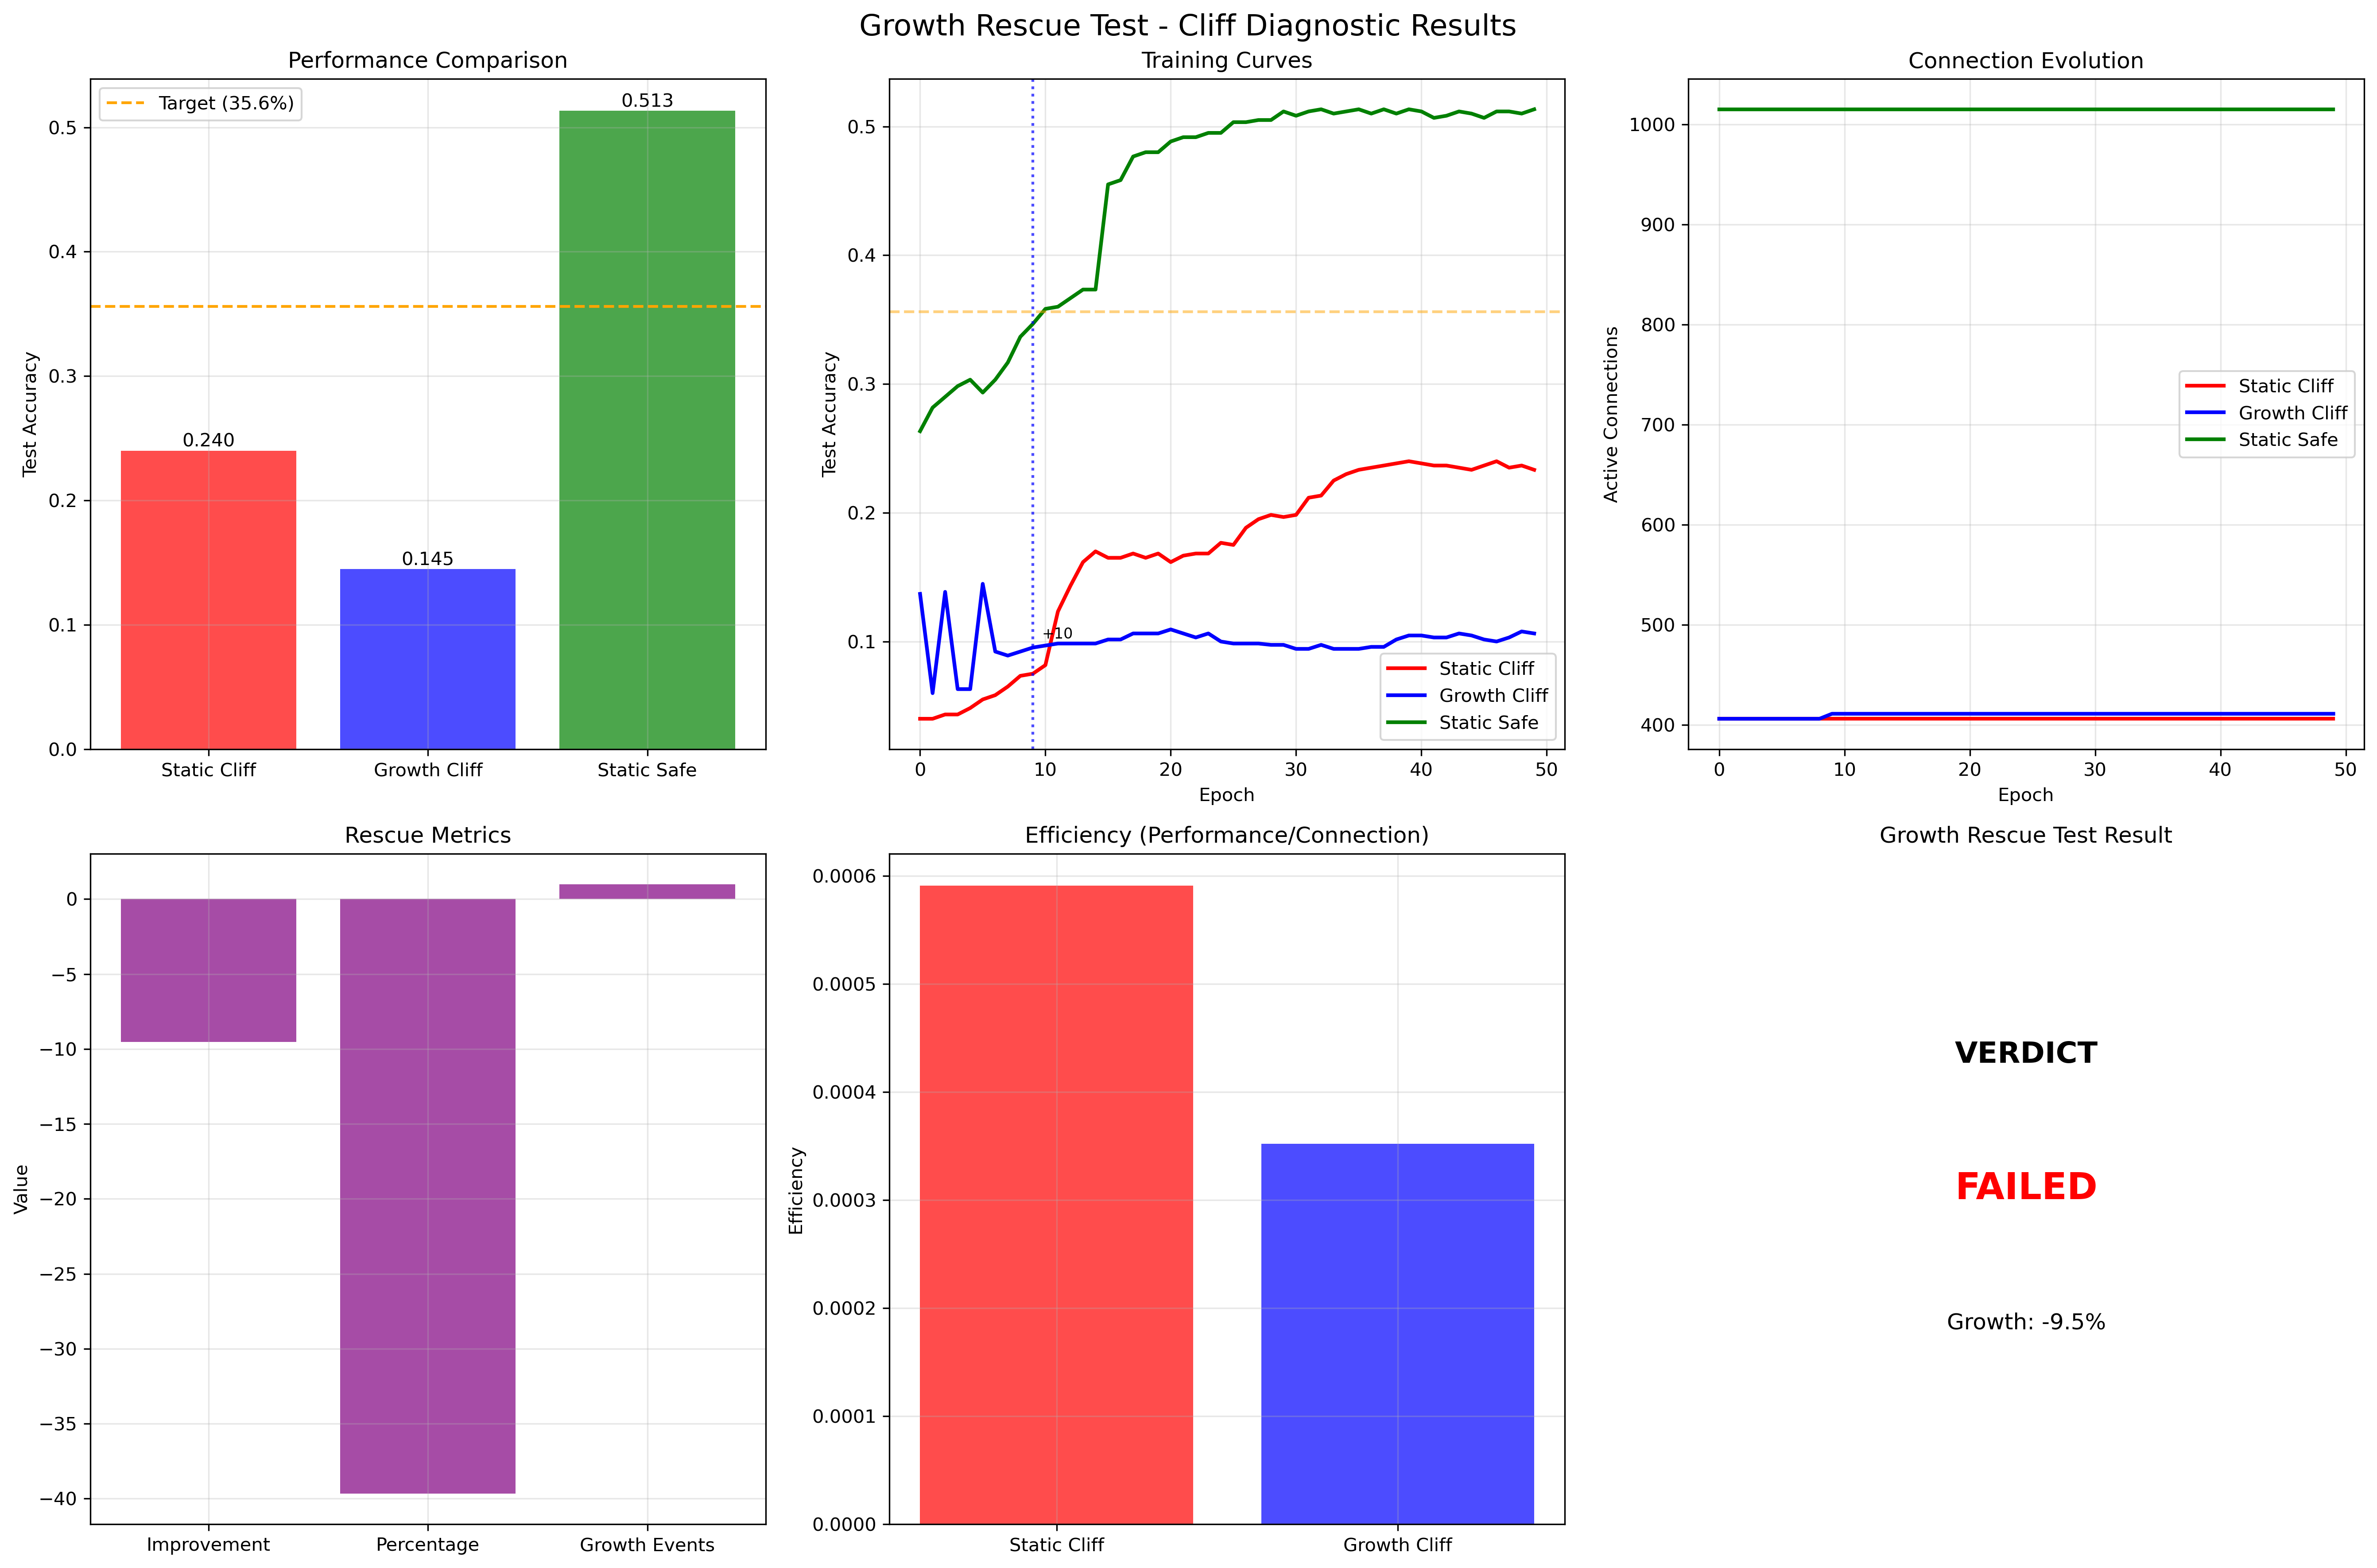 Growth Rescue Test - Cliff Diagnostic Results
Performance Comparison
Target (35.6%)
0.240
0.145
0.513
Test Accuracy
0.5
0.4
0.3
0.2
0.1
0.0
Static Cliff
Growth Cliff
Static Safe
Training Curves
Test Accuracy
0.5
0.4
0.3
0.2
0.1
+10
Static Cliff
Growth Cliff
Static Safe
0
10
20
30
40
50
Epoch
Connection Evolution
Active Connections
1000
900
800
700
600
500
400
Static Cliff
Growth Cliff
Static Safe
0
10
20
30
40
50
Epoch
Rescue Metrics
Value
0
−5
−10
−15
−20
−25
−30
−35
−40
Improvement
Percentage
Growth Events
Efficiency (Performance/Connection)
Efficiency
0.0006
0.0005
0.0004
0.0003
0.0002
0.0001
0.0000
Static Cliff
Growth Cliff
Growth Rescue Test Result
VERDICT
FAILED
Growth: -9.5%